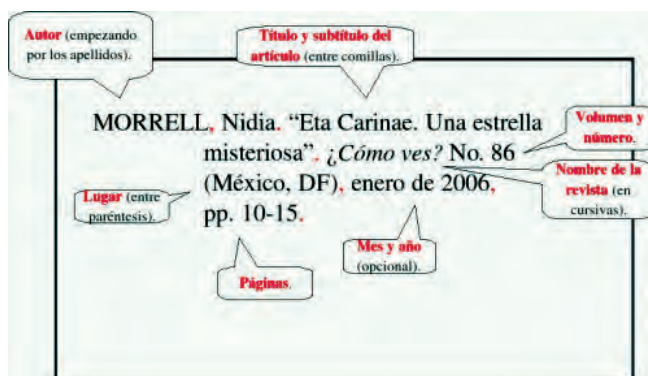 Autor (empezando
por los apellidos).
Título y subtítulo del
artículo (entre comillas).
MORRELL, Nidia. “Eta Carinae. Una estrella
misteriosa”. ¿Cómo ves? No. 86
(México, DF), enero de 2006,
pp. 10-15.
Volumen y
número.
Nombre de la
revista (en
cursivas).
Lugar (entre
paréntesis).
Mes y año
(opcional).
Páginas.